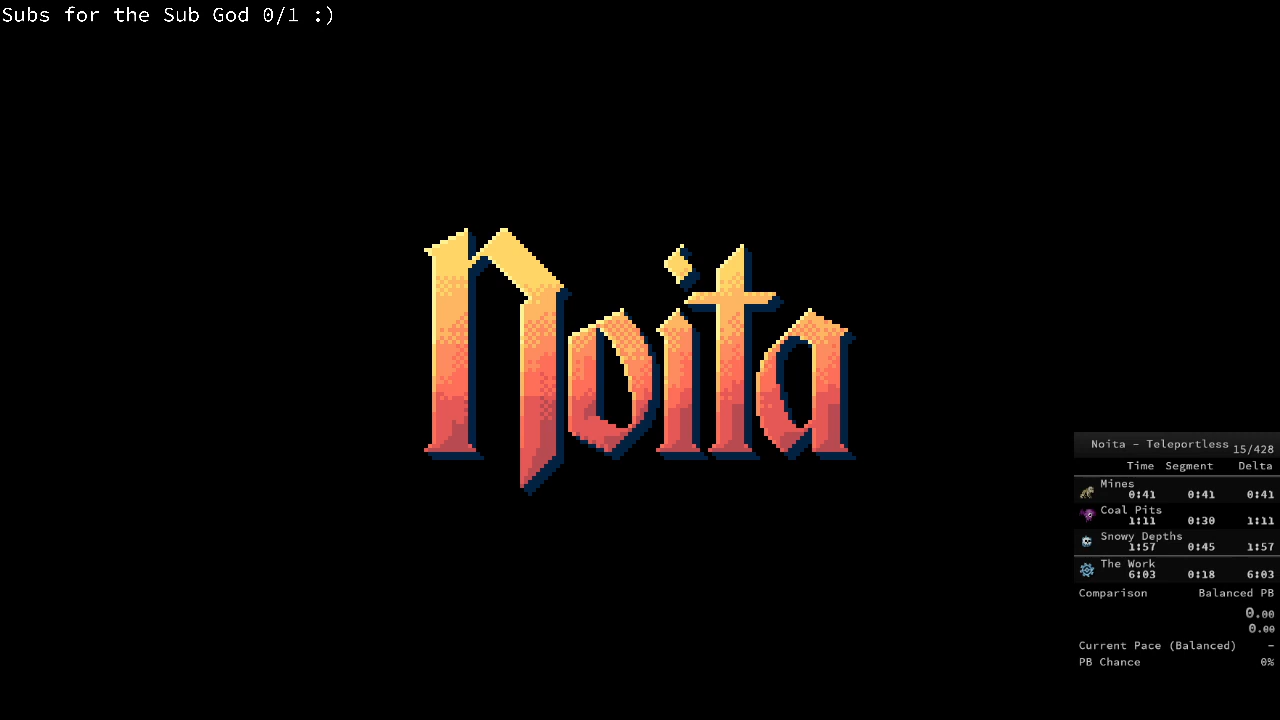 Subs for the Sub God 0/1 :)
Noita
Noita - Teleportless 15/428
Time Segment Delta
Mines
0:41 0:41 0:41
Coal Pits
1:11 0:30 1:11
Snowy Depths
1:57 0:45 1:57
The Work
6:03 0:18 6:03
Comparison Balanced PB
0.00
0.00
Current Pace (Balanced) -
PB Chance 0%